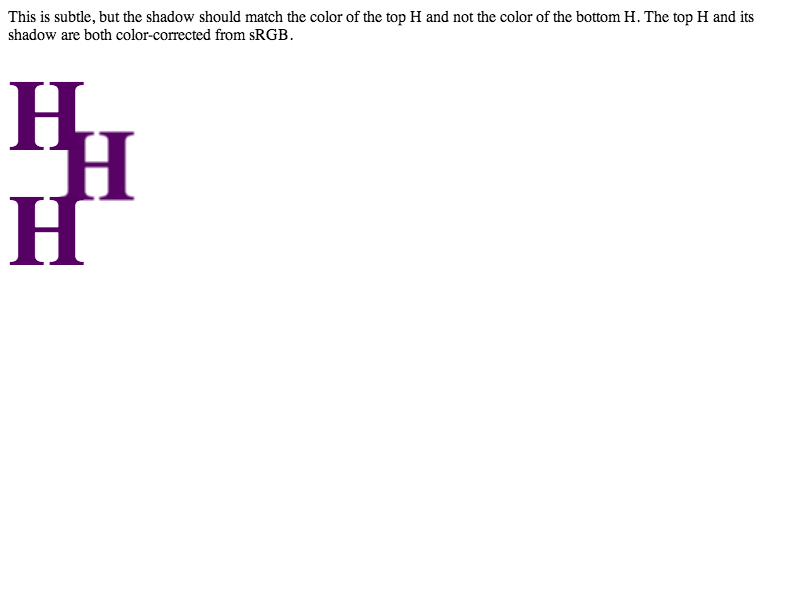 This is subtle, but the shadow should match the color of the top H and not the color of the bottom H. The top H and its
shadow are both color-corrected from sRGB.
H
H
H